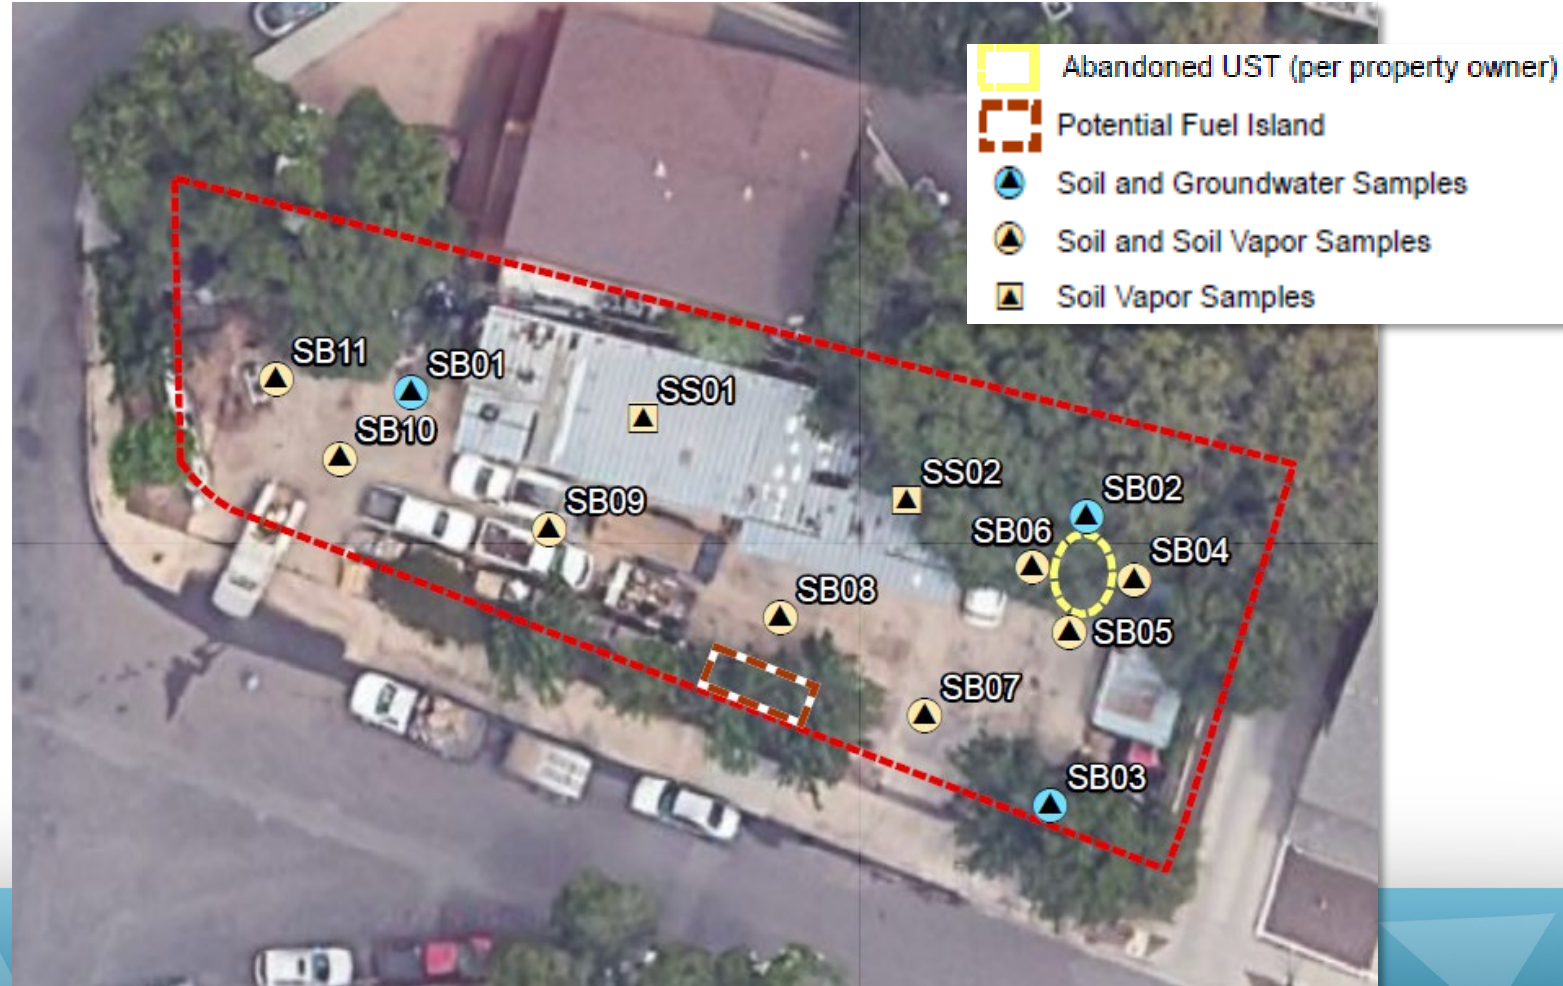 Abandoned UST (per property owner)
Potential Fuel Island
Soil and Groundwater Samples
Soil and Soil Vapor Samples
Soil Vapor Samples
SB11
SB01
SB10
SS01
SB09
SS02
SB02
SB06
SB04
SB08
SB05
SB07
SB03